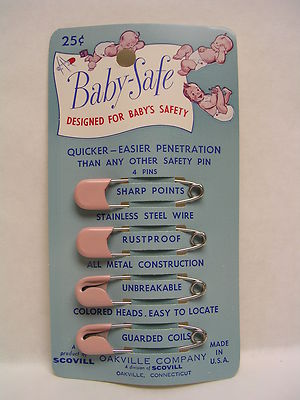 25¢
Baby-Safe
DESIGNED FOR BABY'S SAFETY
QUICKER—EASIER PENETRATION
THAN ANY OTHER SAFETY PIN
4 PINS
SHARP POINTS
STAINLESS STEEL WIRE
RUSTPROOF
ALL METAL CONSTRUCTION
UNBREAKABLE
COLORED HEADS. EASY TO LOCATE
GUARDED COILS
product of
SCOVILL
OAKVILLE COMPANY
A division of SCOVILL
OAKVILLE, CONNECTICUT
MADE
IN
U.S.A.